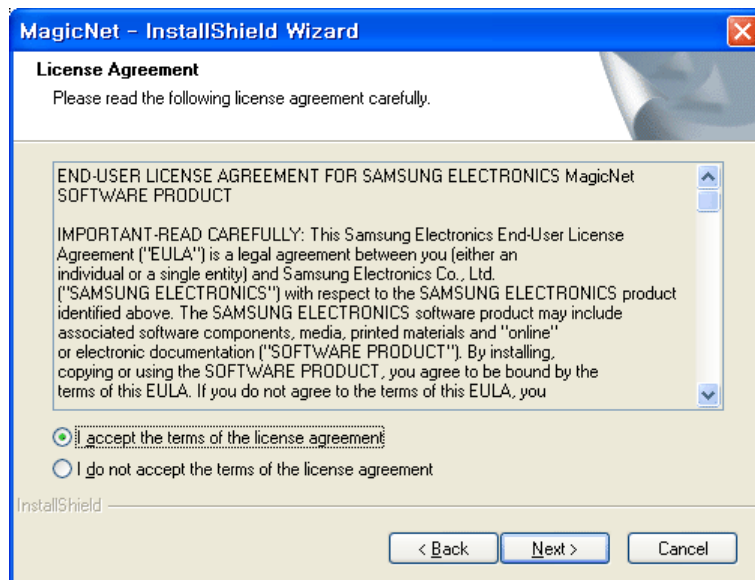 MagicNet - InstallShield Wizard
License Agreement
Please read the following license agreement carefully.
END-USER LICENSE AGREEMENT FOR SAMSUNG ELECTRONICS MagicNet
SOFTWARE PRODUCT
IMPORTANT-READ CAREFULLY: This Samsung Electronics End-User License
Agreement ("EULA") is a legal agreement between you (either an
individual or a single entity) and Samsung Electronics Co., Ltd.
("SAMSUNG ELECTRONICS") with respect to the SAMSUNG ELECTRONICS product
identified above. The SAMSUNG ELECTRONICS software product may include
associated software components, media, printed materials and "online"
or electronic documentation ("SOFTWARE PRODUCT"). By installing,
copying or using the SOFTWARE PRODUCT, you agree to be bound by the
terms of this EULA. If you do not agree to the terms of this EULA, you
I accept the terms of the license agreement
I do not accept the terms of the license agreement
InstallShield
< Back Next > Cancel